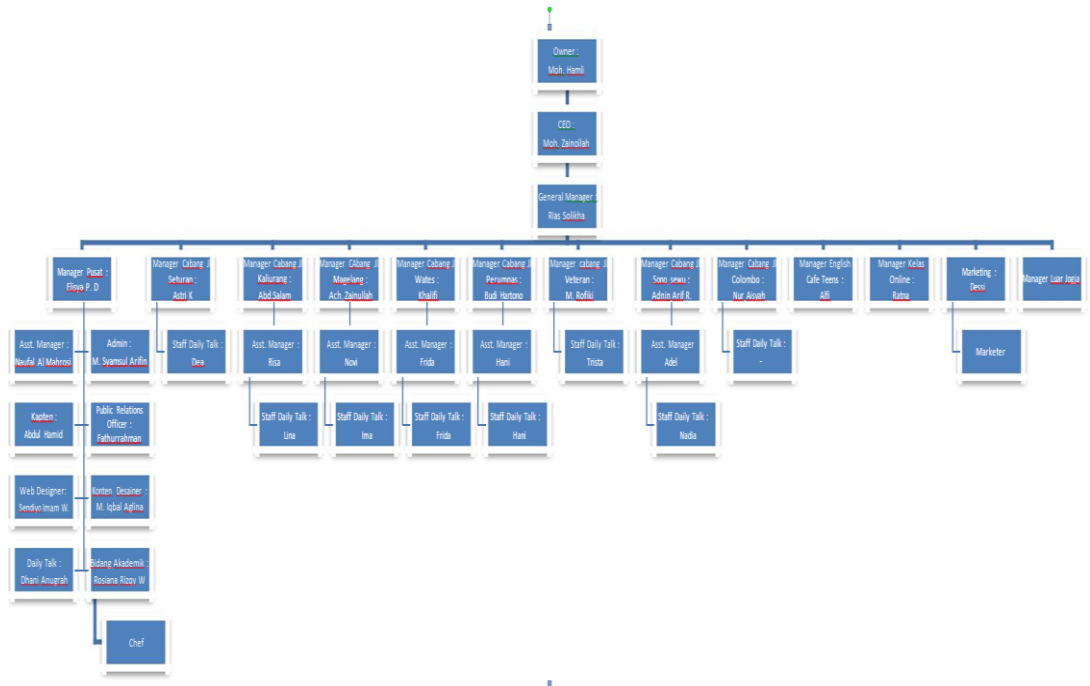 Owner :
Moh. Hamli
CEO :
Moh. Zainollah
General Manager :
Rias Solikha
Manager Pusat :
Elisya P. D
Manager Cabang Jl
Seturan :
Astri K
Manager Cabang Jl
Kaliurang :
Abd.Salam
Manager CAbang Jl
Magelang :
Ach. Zainullah
Manager Cabang Jl
Wates :
Khalifi
Manager Cabang Jl
Perumnas :
Budi Hartono
Manager cabang Jl
Veteran :
M. Rofiki
Manager Cabang Jl
Sono sewu :
Adnin Arif R.
Manager Cabang Jl
Colombo :
Nur Aisyah
Manager English
Cafe Teens :
Alfi
Manager Kelas
Online :
Ratna
Marketing :
Dessi
Manager Luar Jogja
Asst. Manager :
Naufal Al Mahrosi
Admin :
M. Syamsul Arifin
Staff Daily Talk :
Dea
Asst. Manager :
Risa
Asst. Manager :
Novi
Asst. Manager :
Frida
Asst. Manager :
Hani
Staff Daily Talk :
Trista
Asst. Manager
Adel
Staff Daily Talk :
-
Marketer
Kapten :
Abdul Hamid
Public Relations
Officer :
Fathurrahman
Staff Daily Talk :
Lina
Staff Daily Talk :
Ima
Staff Daily Talk :
Frida
Staff Daily Talk :
Hani
Staff Daily Talk :
Nadia
Web Designer:
Sendiyo Imam W.
Konten Desainer :
M. Iqbal Aglina
Daily Talk :
Dhani Anugrah
Bidang Akademik :
Rosiana Rizqy W
Chef